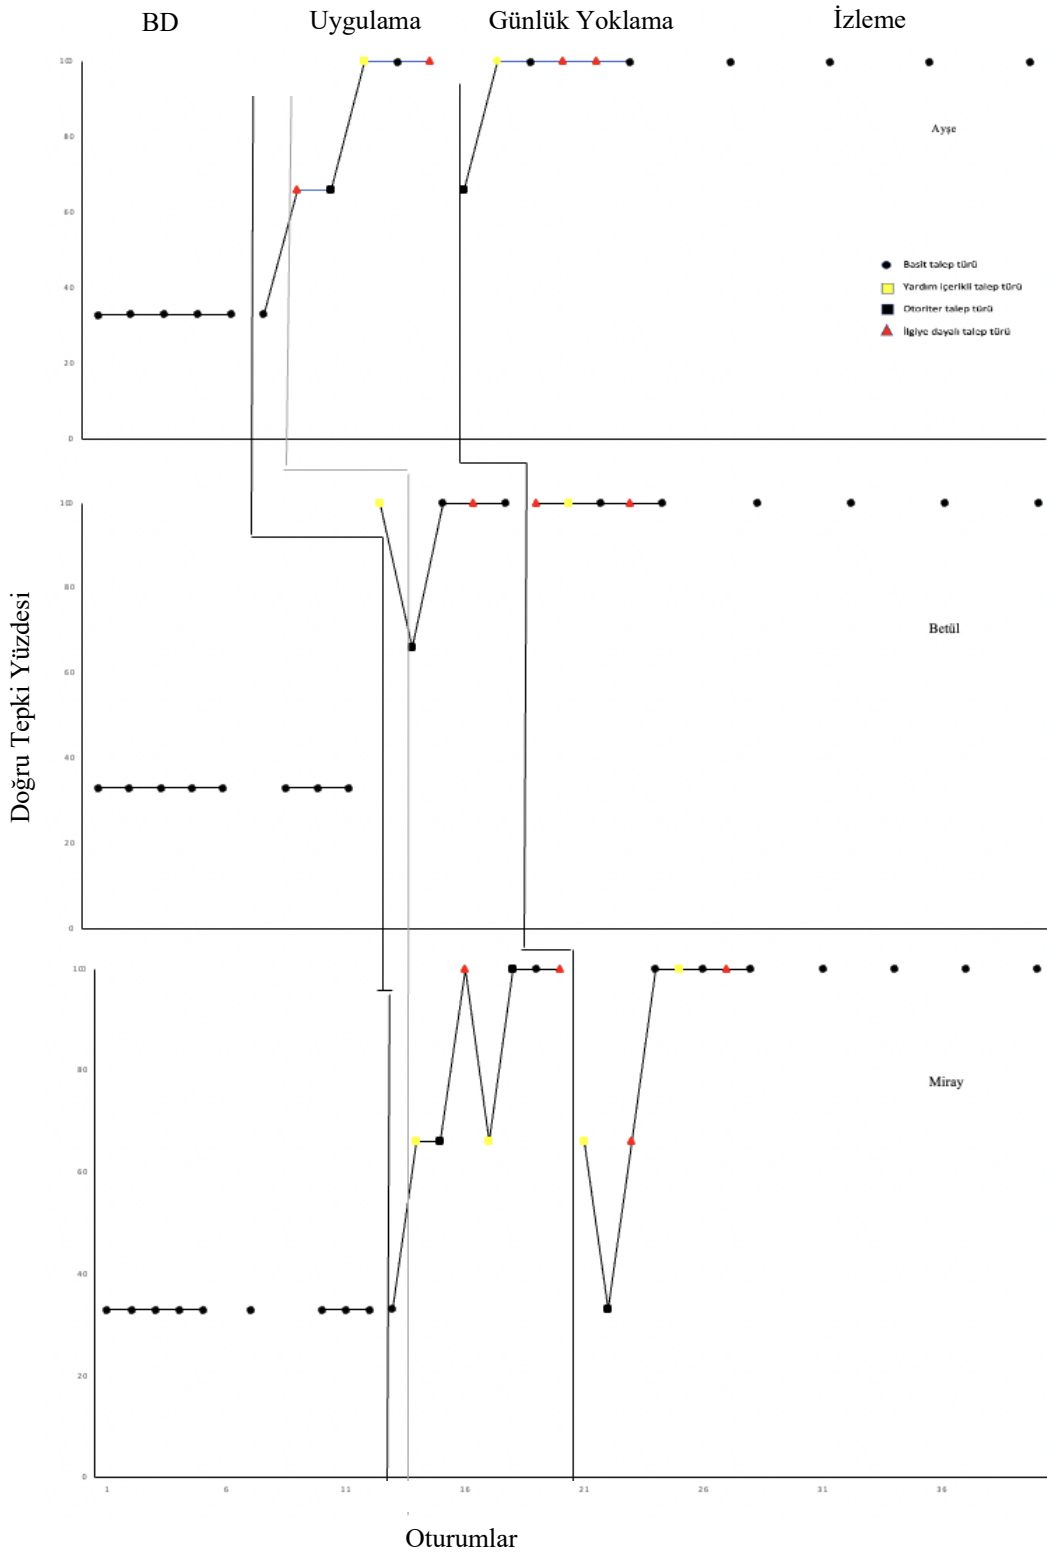 BD Uygulama Günlük Yoklama İzleme
100
80
60
40
20
0
Ayşe
Basit talep türü
Yardım içerikli talep türü
Otoriter talep türü
İlgiye dayalı talep türü
Doğru Tepki Yüzdesi
100
80
60
40
20
0
Betül
100
80
60
40
20
0
Miray
1 6 11 16 21 26 31 36
Oturumlar